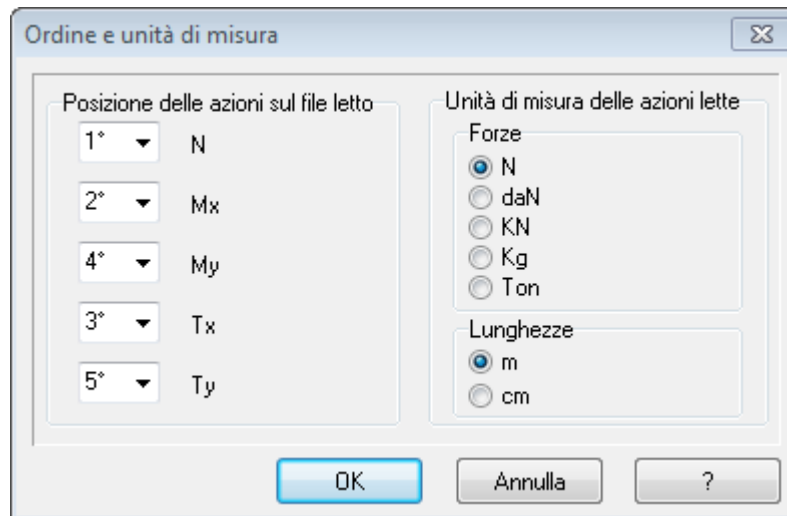 Ordine e unità di misura
Posizione delle azioni sul file letto
1° N
2° Mx
4° My
3° Tx
5° Ty
Unità di misura delle azioni lette
Forze
N
daN
KN
Kg
Ton
Lunghezze
m
cm
OK Annulla ?